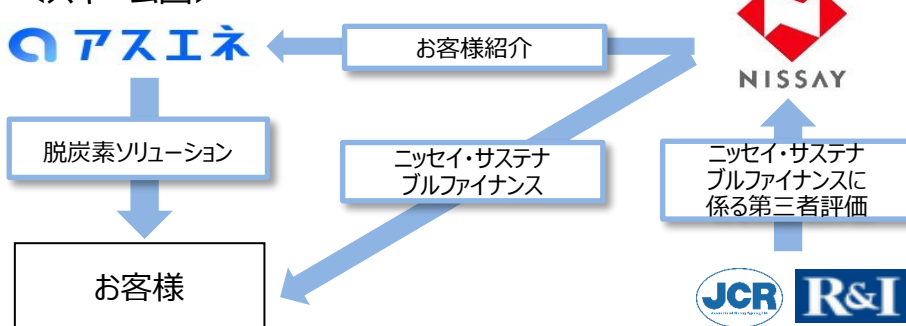 アスエネ
お客様紹介
NISSAY
脱炭素ソリューション
ニッセイ・サステナ
ブルファイナンス
ニッセイ・サステナ
ブルファイナンスに
係る第三者評価
お客様
JCR
R&I